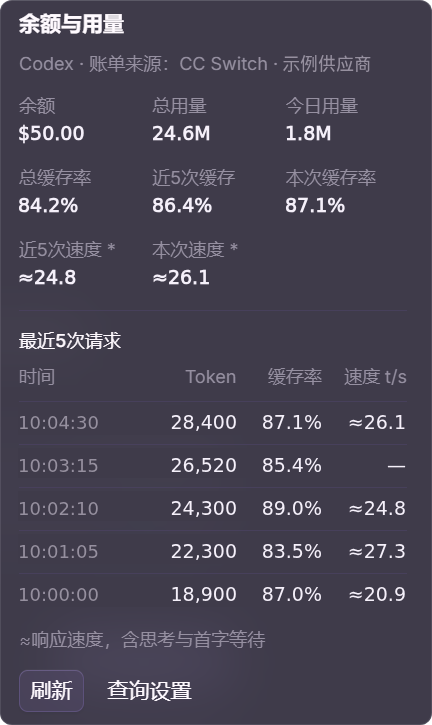 余额与用量
Codex · 账单来源：CC Switch · 示例供应商
余额 总用量 今日用量
$50.00 24.6M 1.8M
总缓存率 近5次缓存 本次缓存率
84.2% 86.4% 87.1%
近5次速度 * 本次速度 *
≈24.8 ≈26.1
最近5次请求
时间 Token 缓存率 速度 t/s
10:04:30 28,400 87.1% ≈26.1
10:03:15 26,520 85.4% —
10:02:10 24,300 89.0% ≈24.8
10:01:05 22,300 83.5% ≈27.3
10:00:00 18,900 87.0% ≈20.9
≈响应速度，含思考与首字等待
刷新 查询设置